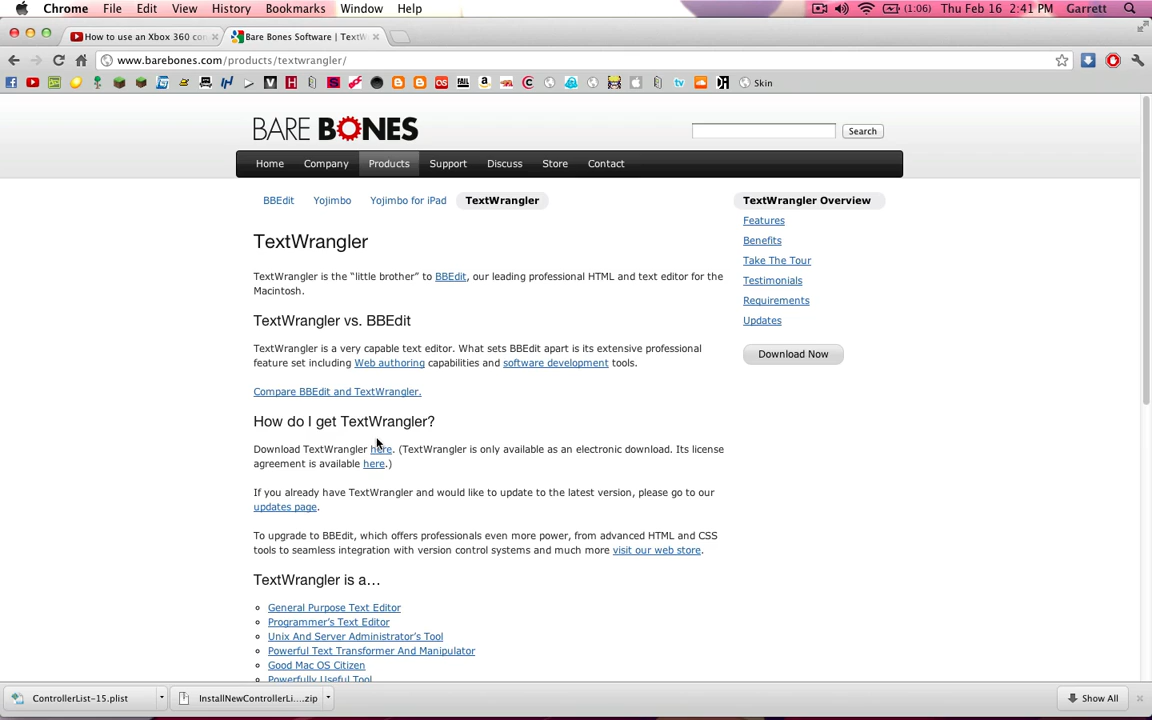 Chrome File Edit View History Bookmarks Window Help (1:06) Thu Feb 16 2:41 PM Garrett
How to use an Xbox 360 con Bare Bones Software | TextW
www.barebones.com/products/textwrangler/
Skin
BARE BONES
Search
Home Company Products Support Discuss Store Contact
BBEdit Yojimbo Yojimbo for iPad TextWrangler
TextWrangler Overview
Features
Benefits
Take The Tour
Testimonials
Requirements
Updates
Download Now
TextWrangler
TextWrangler is the “little brother” to BBEdit, our leading professional HTML and text editor for the
Macintosh.
TextWrangler vs. BBEdit
TextWrangler is a very capable text editor. What sets BBEdit apart is its extensive professional
feature set including Web authoring capabilities and software development tools.
Compare BBEdit and TextWrangler.
How do I get TextWrangler?
Download TextWrangler here. (TextWrangler is only available as an electronic download. Its license
agreement is available here.)
If you already have TextWrangler and would like to update to the latest version, please go to our
updates page.
To upgrade to BBEdit, which offers professionals even more power, from advanced HTML and CSS
tools to seamless integration with version control systems and much more visit our web store.
TextWrangler is a…
General Purpose Text Editor
Programmer’s Text Editor
Unix And Server Administrator’s Tool
Powerful Text Transformer And Manipulator
Good Mac OS Citizen
Powerfully Useful Tool
ControllerList-15.plist InstallNewControllerLi....zip Show All